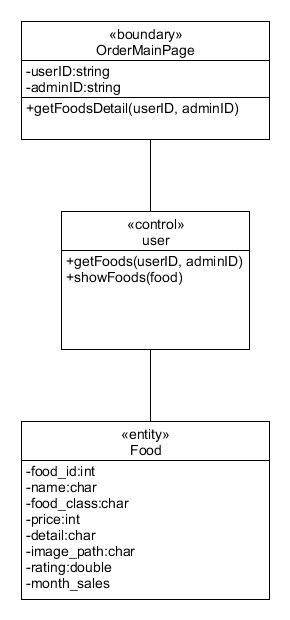 «boundary»
OrderMainPage
-userID:string
-adminID:string
+getFoodsDetail(userID, adminID)
«control»
user
+getFoods(userID, adminID)
+showFoods(food)
«entity»
Food
-food_id:int
-name:char
-food_class:char
-price:int
-detail:char
-image_path:char
-rating:double
-month_sales